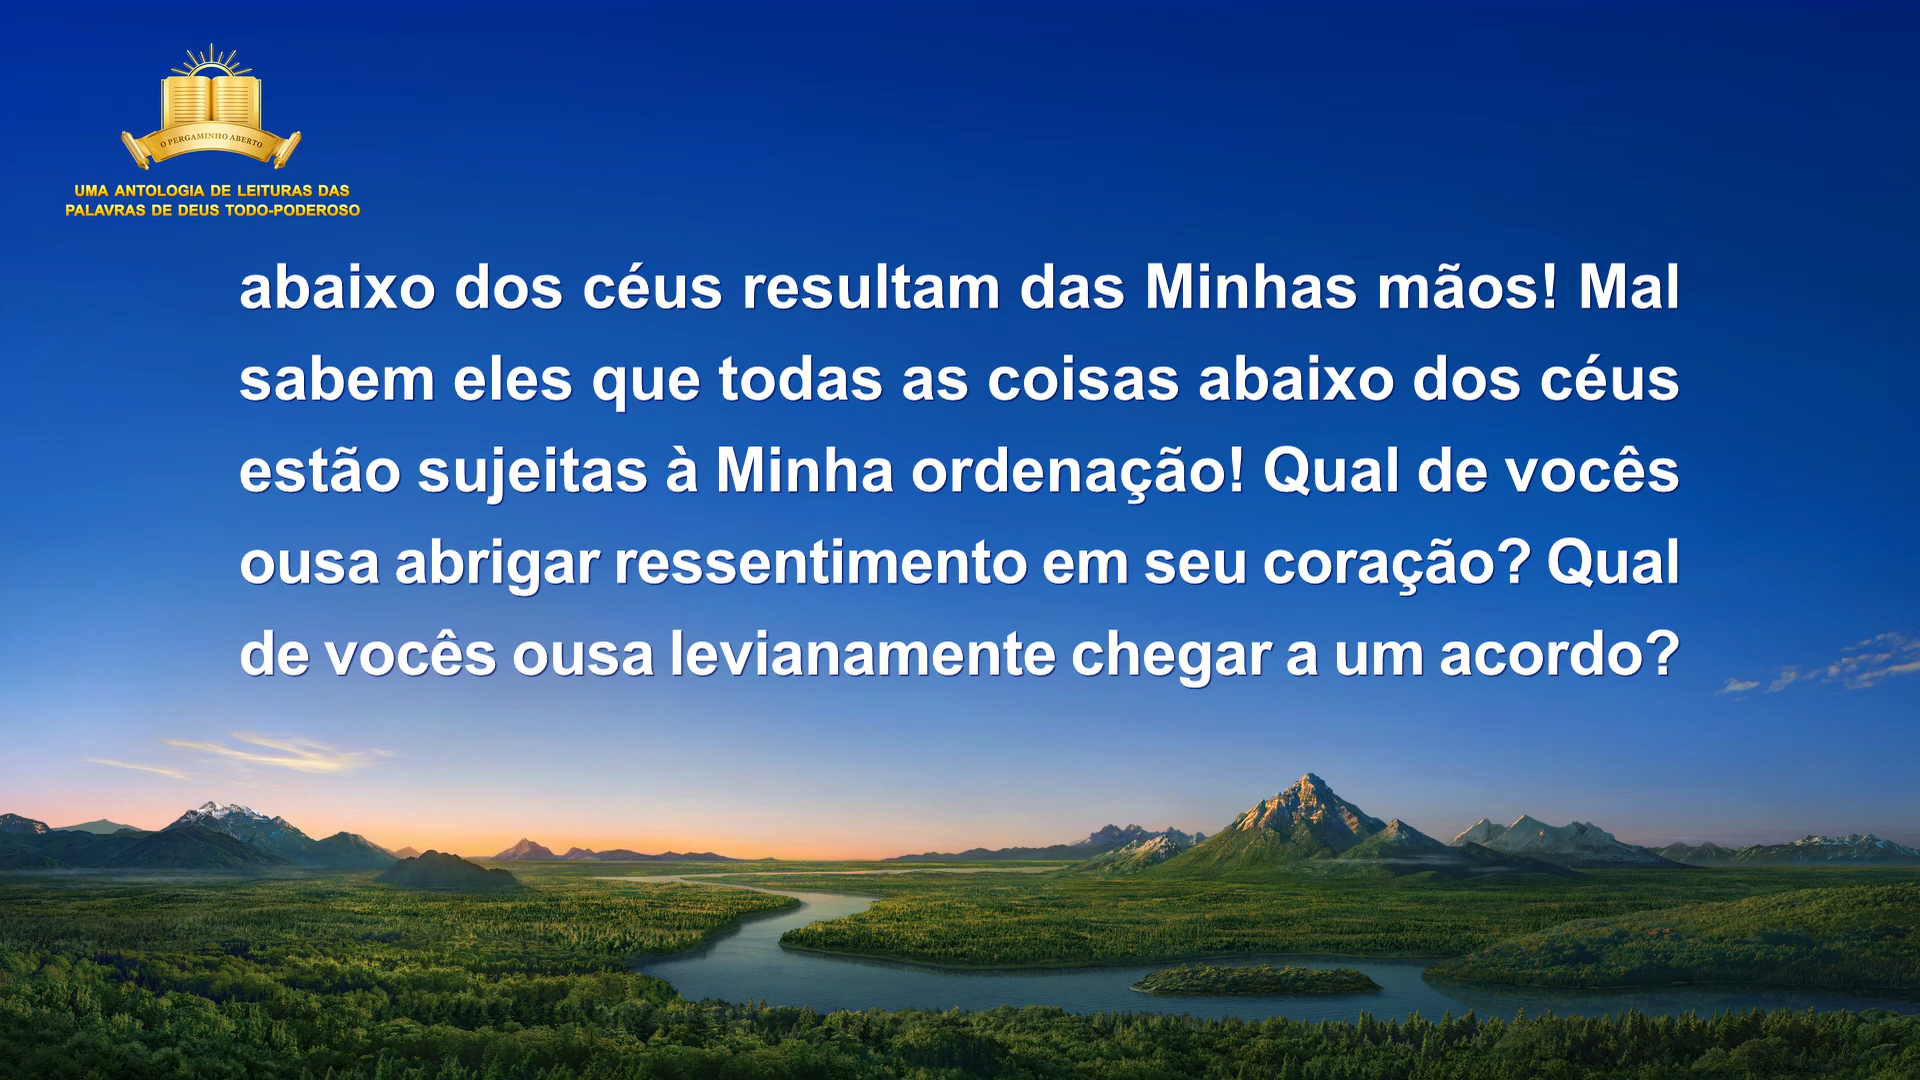 O PERGAMINHO ABERTO
UMA ANTOLOGIA DE LEITURAS DAS
PALAVRAS DE DEUS TODO-PODEROSO
abaixo dos céus resultam das Minhas mãos! Mal
sabem eles que todas as coisas abaixo dos céus
estão sujeitas à Minha ordenação! Qual de vocês
ousa abrigar ressentimento em seu coração? Qual
de vocês ousa levianamente chegar a um acordo?